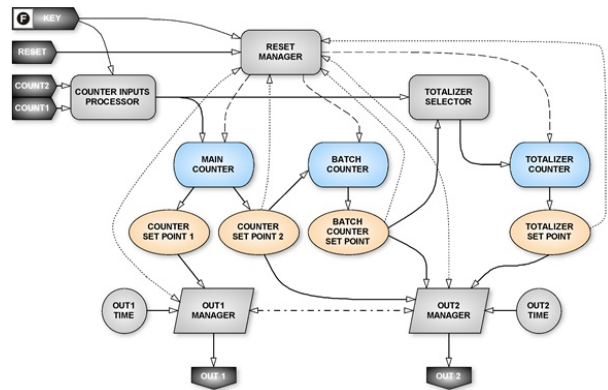 F KEY
RESET
MANAGER
RESET
COUNT2
COUNT1
COUNTER INPUTS
PROCESSOR
TOTALIZER
SELECTOR
MAIN
COUNTER
BATCH
COUNTER
TOTALIZER
COUNTER
COUNTER
SET POINT 1
COUNTER
SET POINT 2
BATCH
COUNTER
SET POINT
TOTALIZER
SET POINT
OUT1
TIME
OUT1
MANAGER
OUT2
MANAGER
OUT2
TIME
OUT 1
OUT 2